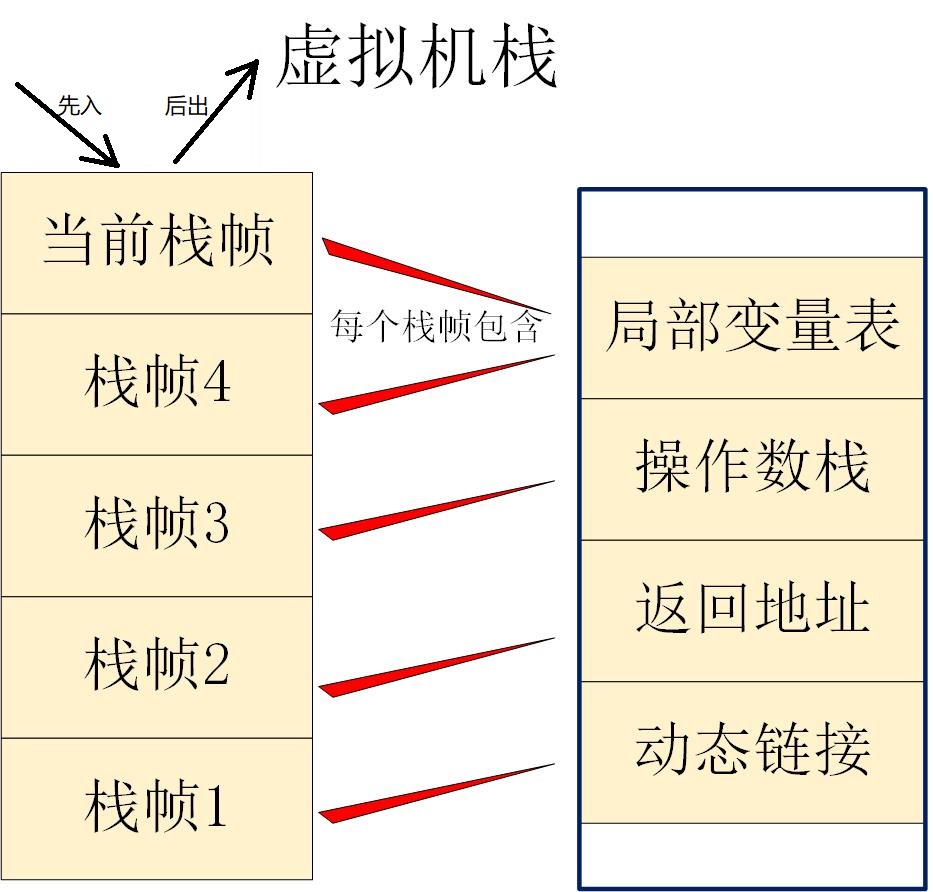 虚拟机栈
先入
后出
当前栈帧
栈帧4
栈帧3
栈帧2
栈帧1
每个栈帧包含
局部变量表
操作数栈
返回地址
动态链接